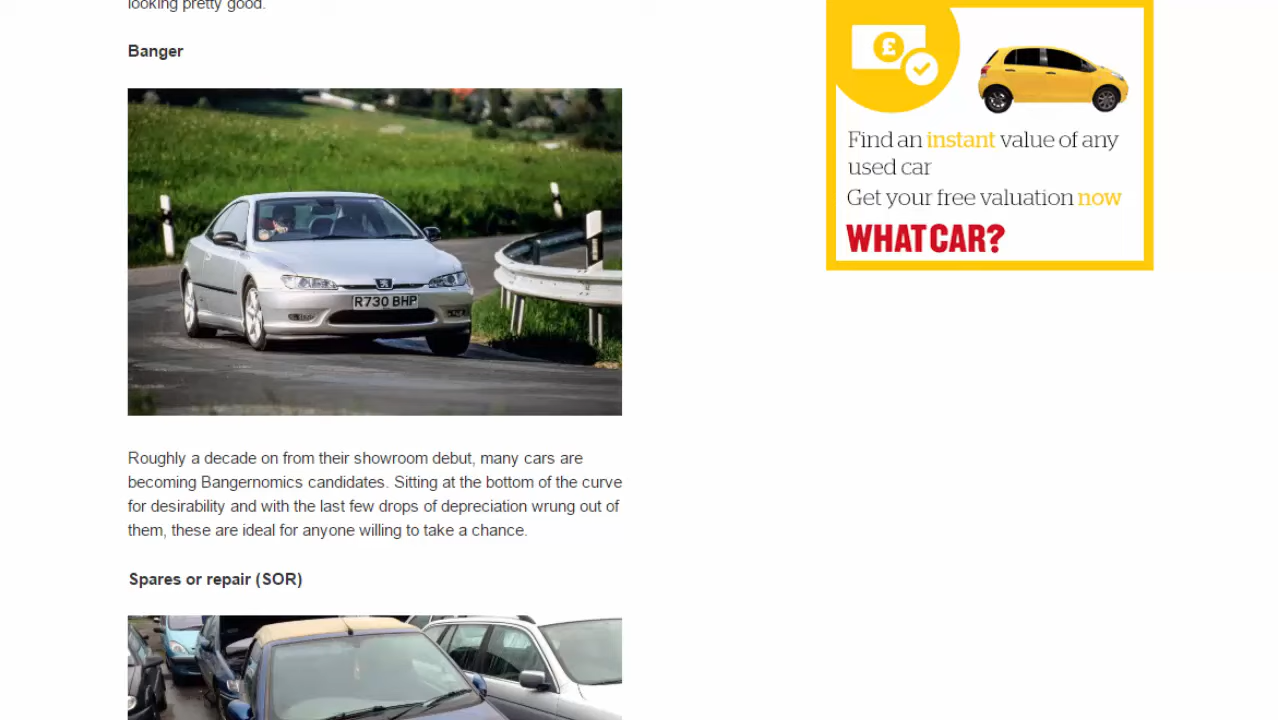 looking pretty good.
Banger
R730 BHP
Roughly a decade on from their showroom debut, many cars are
becoming Bangernomics candidates. Sitting at the bottom of the curve
for desirability and with the last few drops of depreciation wrung out of
them, these are ideal for anyone willing to take a chance.
Spares or repair (SOR)
£
Find an instant value of any
used car
Get your free valuation now
WHAT CAR?